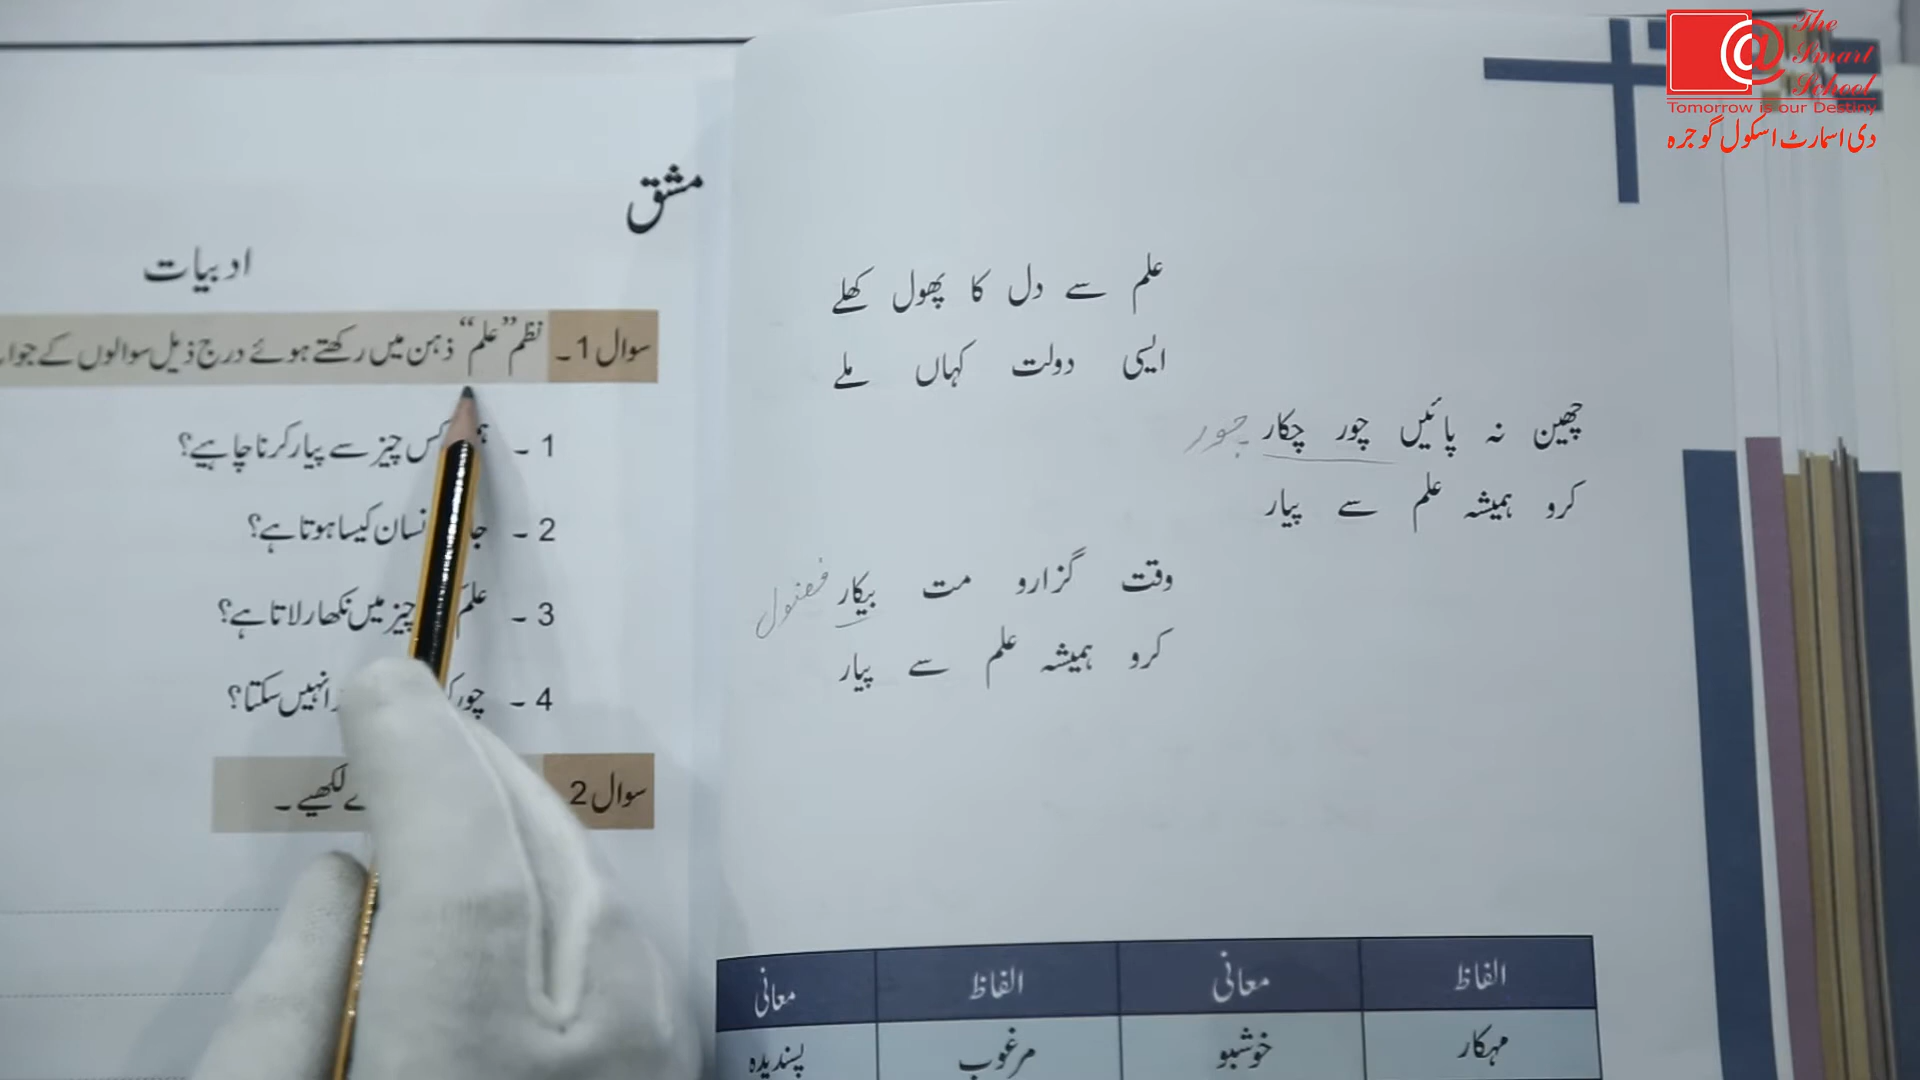 The
Smart
School
Tomorrow is our Destiny
دی اسمارٹ اسکول گوجرہ
علم سے دل کا پھول کھلے
ایسی دولت کہاں ملے
چھین نہ پائیں چور چکار چور
کرو ہمیشہ علم سے پیار
وقت گزارو مت بیکار فضول
کرو ہمیشہ علم سے پیار
الفاظ معانی الفاظ معانی
مہکار خوشبو مرغوب پسندیدہ
مشق
ادبیات
سوال 1۔ نظم ”علم“ ذہن میں رکھتے ہوئے درج ذیل سوالوں کے
1 ۔ کس چیز سے پیار کرنا چاہیے؟
2 ۔ کیسا ہوتا ہے؟
3 ۔ علم چیز میں نکھار لاتا ہے؟
4 ۔ نہیں سکتا؟
سوال 2 لکھیے ۔